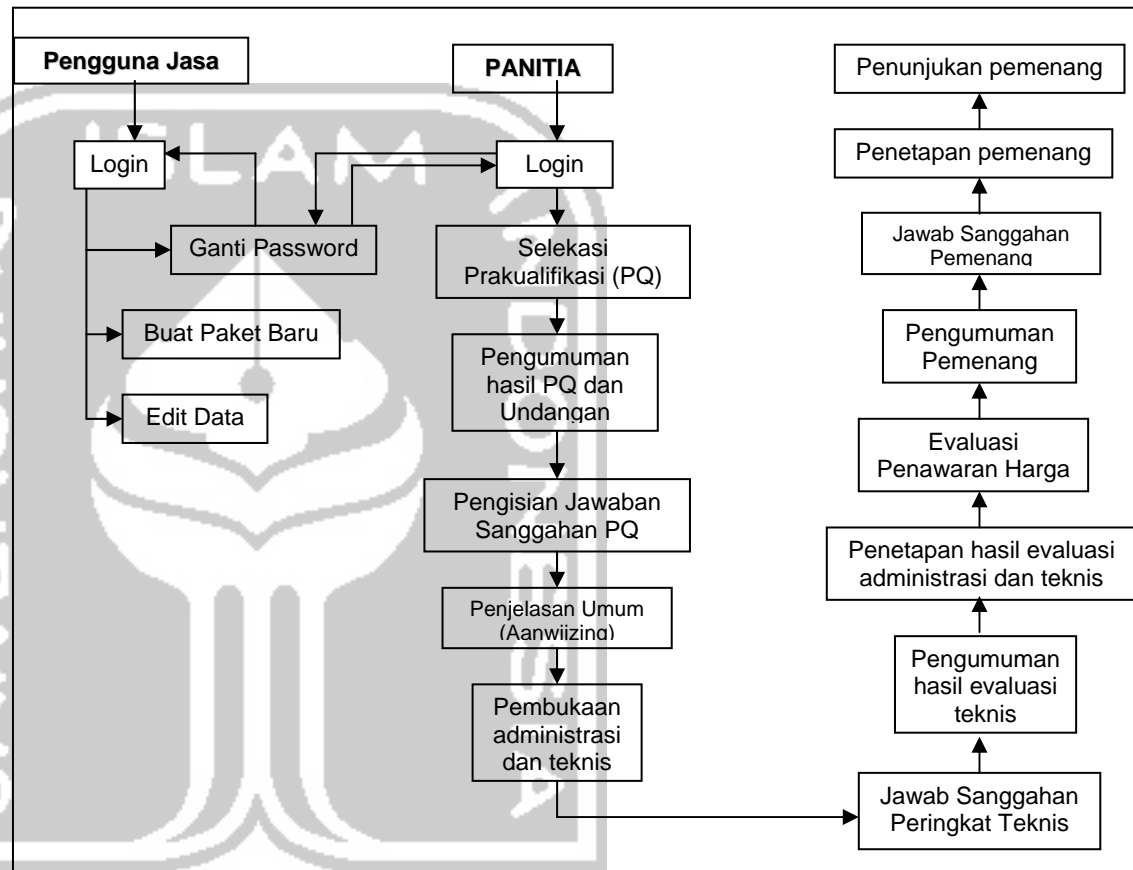 Pengguna Jasa
Login
Ganti Password
Buat Paket Baru
Edit Data
PANITIA
Login
Selekasi
Prakualifikasi (PQ)
Pengumuman
hasil PQ dan
Undangan
Pengisian Jawaban
Sanggahan PQ
Penjelasan Umum
(Aanwijzing)
Pembukaan
administrasi
dan teknis
Penunjukan pemenang
Penetapan pemenang
Jawab Sanggahan
Pemenang
Pengumuman
Pemenang
Evaluasi
Penawaran Harga
Penetapan hasil evaluasi
administrasi dan teknis
Pengumuman
hasil evaluasi
teknis
Jawab Sanggahan
Peringkat Teknis
ISLAM
INDONESIA